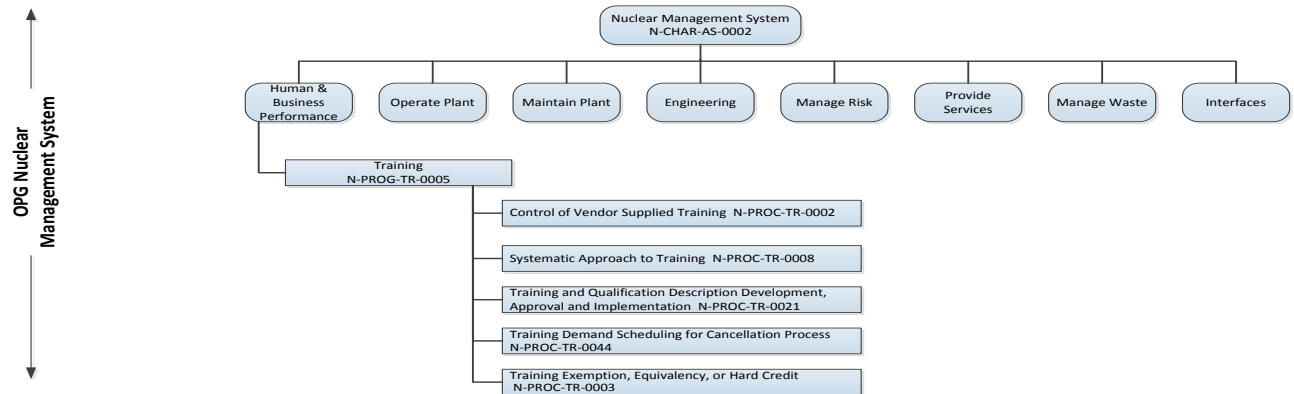 Nuclear Management System
N-CHAR-AS-0002
Human &
Business
Performance
Operate Plant
Maintain Plant
Engineering
Manage Risk
Provide
Services
Manage Waste
Interfaces
OPG Nuclear
Management System
Training
N-PROG-TR-0005
Control of Vendor Supplied Training N-PROC-TR-0002
Systematic Approach to Training N-PROC-TR-0008
Training and Qualification Description Development,
Approval and Implementation N-PROC-TR-0021
Training Demand Scheduling for Cancellation Process
N-PROC-TR-0044
Training Exemption, Equivalency, or Hard Credit
N-PROC-TR-0003